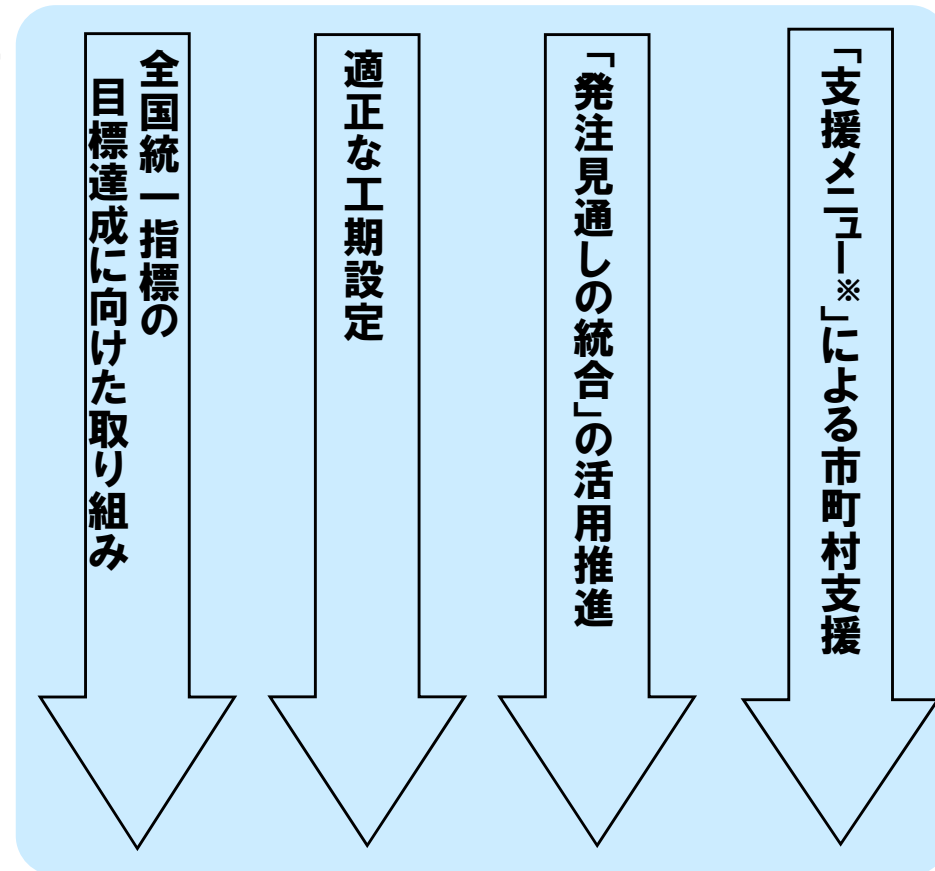 「支援メニュー※」による市町村支援
「発注見通しの統合」の活用推進
適正な工期設定
全国統一指標の
目標達成に向けた取り組み